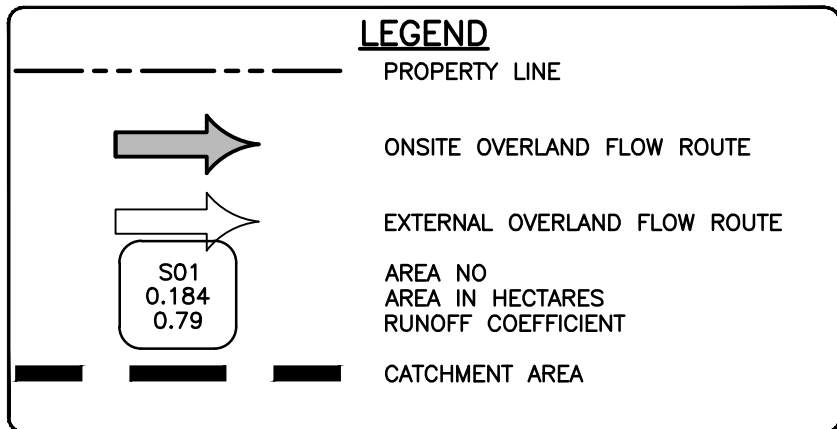 LEGEND
PROPERTY LINE
ONSITE OVERLAND FLOW ROUTE
EXTERNAL OVERLAND FLOW ROUTE
S01
0.184
0.79
AREA NO
AREA IN HECTARES
RUNOFF COEFFICIENT
CATCHMENT AREA